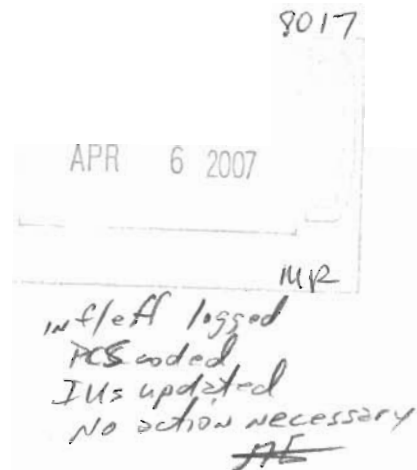 8017
APR 6 2007
MR
inf/eff logged
PCS coded
IUs updated
No action necessary